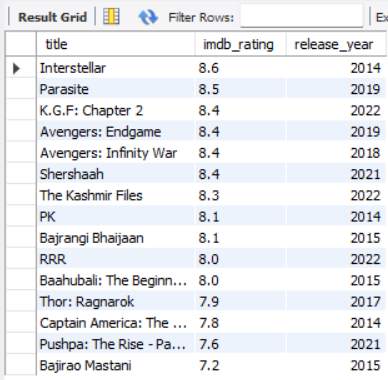 Result Grid Filter Rows: Ex
title imdb_rating release_year
Interstellar 8.6 2014
Parasite 8.5 2019
K.G.F: Chapter 2 8.4 2022
Avengers: Endgame 8.4 2019
Avengers: Infinity War 8.4 2018
Shershaah 8.4 2021
The Kashmir Files 8.3 2022
PK 8.1 2014
Bajrangi Bhaijaan 8.1 2015
RRR 8.0 2022
Baahubali: The Beginn... 8.0 2015
Thor: Ragnarok 7.9 2017
Captain America: The ... 7.8 2014
Pushpa: The Rise - Pa... 7.6 2021
Bajirao Mastani 7.2 2015